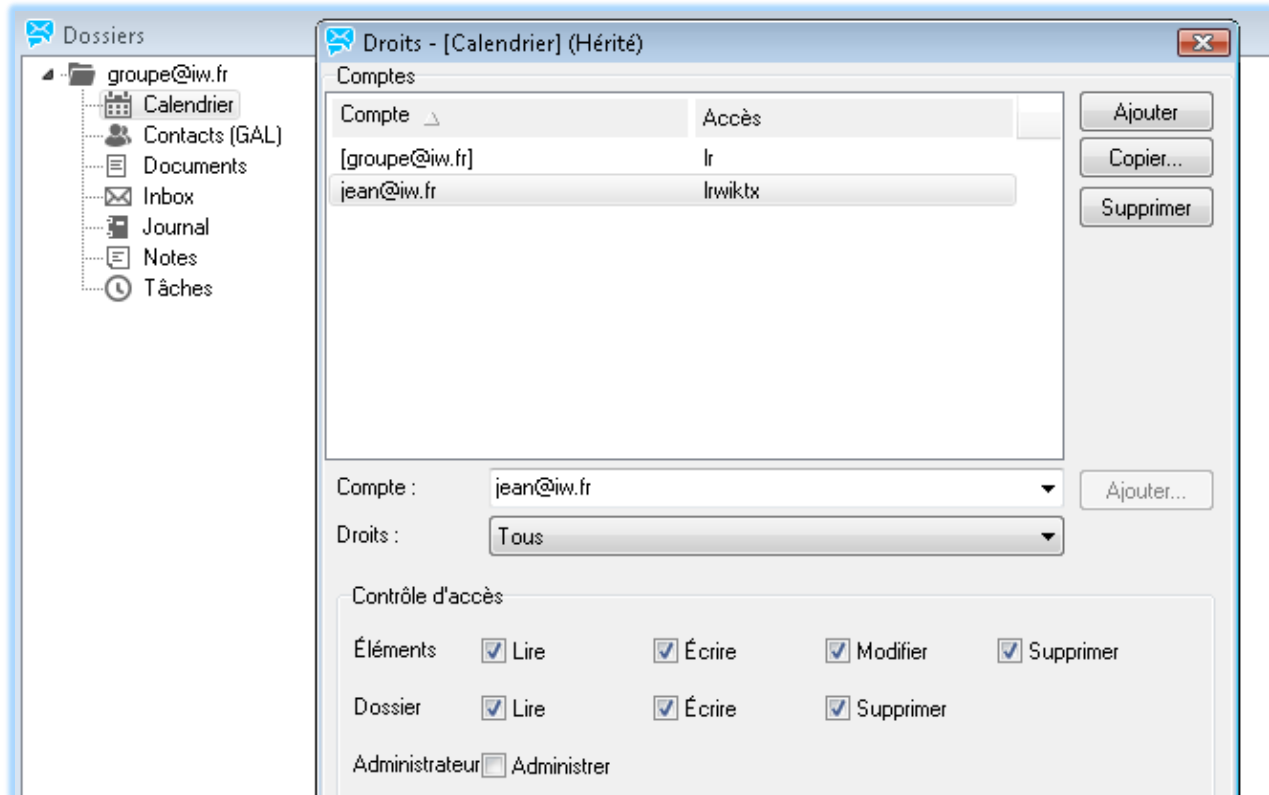 Dossiers
groupe@iw.fr
Calendrier
Contacts (GAL)
Documents
Inbox
Journal
Notes
Tâches
Droits - [Calendrier] (Hérité)
Comptes
Compte Accès
[groupe@iw.fr] lr
jean@iw.fr lrwiktx
Ajouter
Copier...
Supprimer
Compte : jean@iw.fr Ajouter...
Droits : Tous
Contrôle d'accès
Éléments Lire Écrire Modifier Supprimer
Dossier Lire Écrire Supprimer
Administrateur Administrer